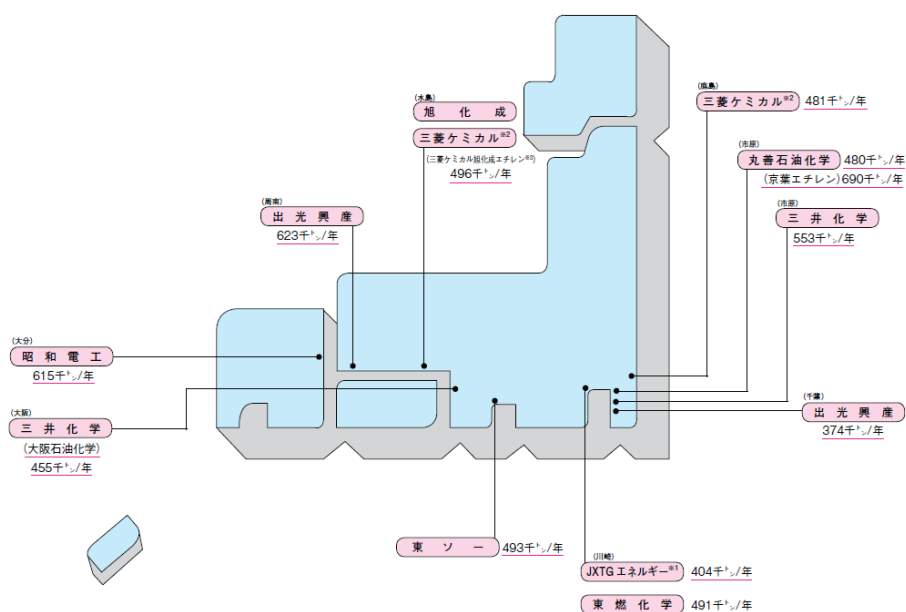 (水島)
旭化成
三菱ケミカル※2
(三菱ケミカル旭化成エチレン※3)
496千㌧/年
(鹿島)
三菱ケミカル※2 481千㌧/年
(市原)
丸善石油化学 480千㌧/年
(京葉エチレン) 690千㌧/年
(周南)
出光興産
623千㌧/年
(市原)
三井化学
553千㌧/年
(大分)
昭和電工
615千㌧/年
(大阪)
三井化学
(大阪石油化学)
455千㌧/年
(千葉)
出光興産
374千㌧/年
東ソー 493千㌧/年
(川崎)
JXTGエネルギー※1 404千㌧/年
東燃化学 491千㌧/年